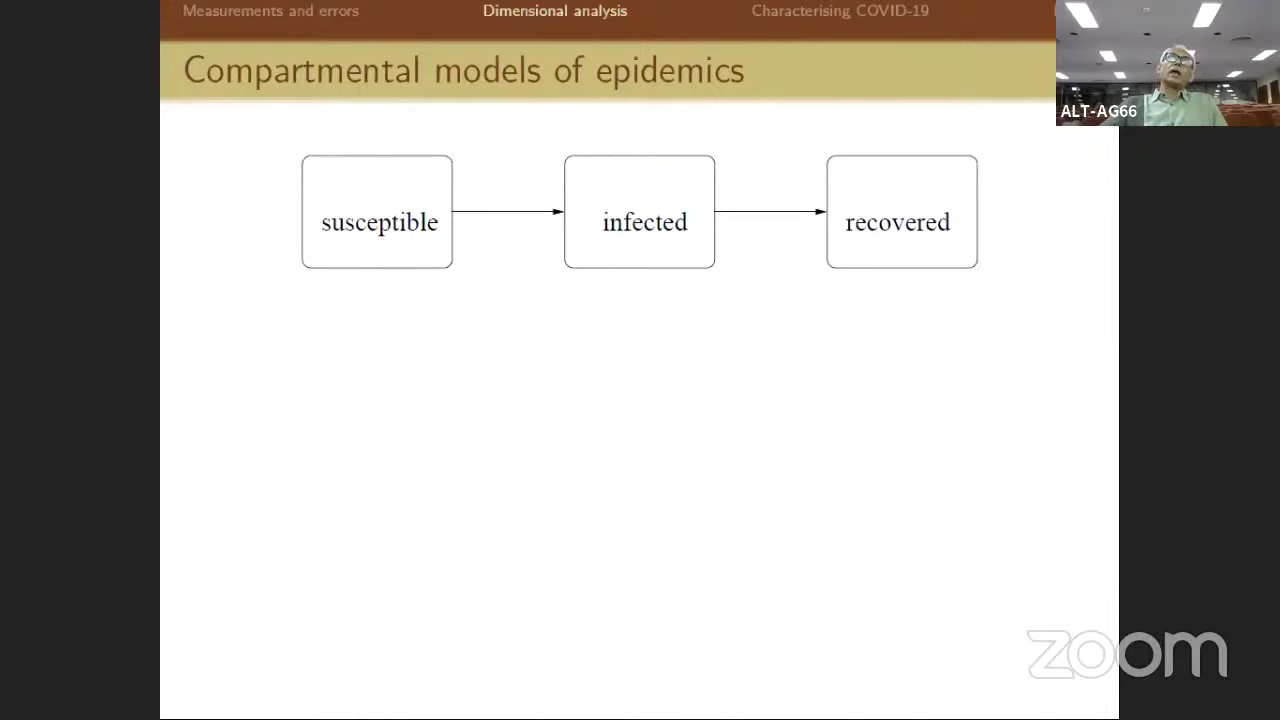 Measurements and errors Dimensional analysis Characterising COVID-19
Compartmental models of epidemics
ALT-AG66
susceptible infected recovered
zoom